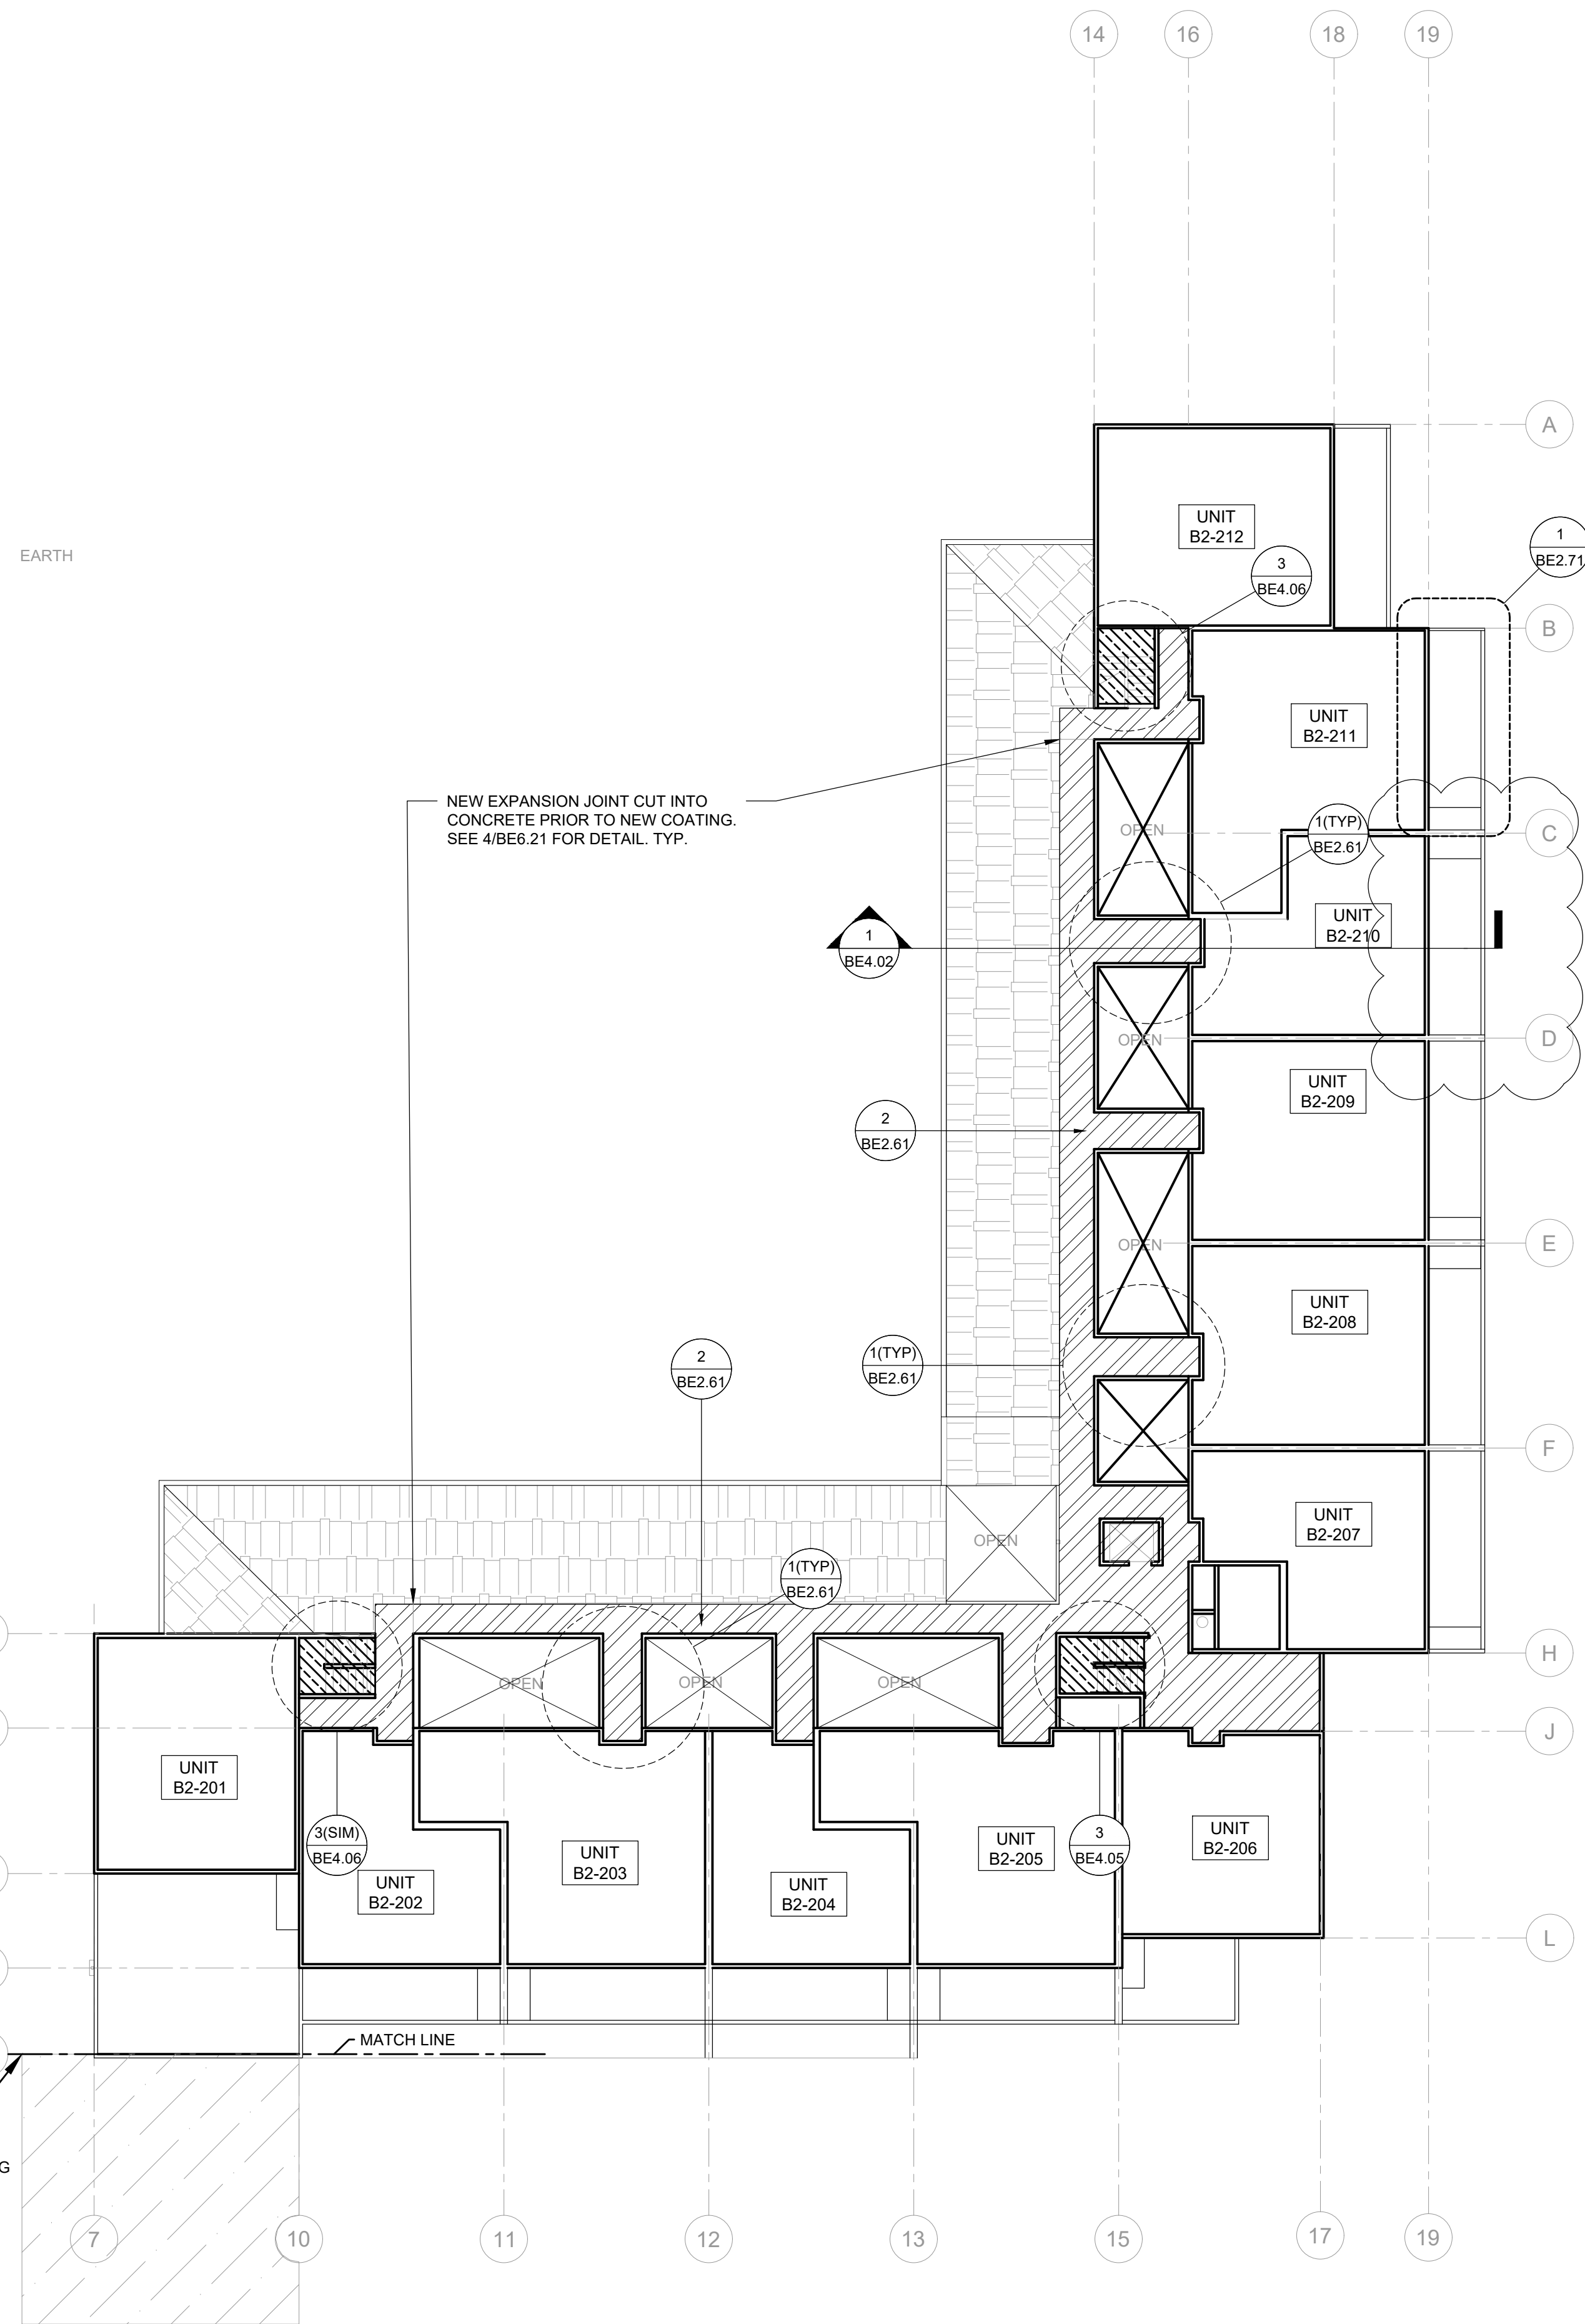 14
16
18
19
A
UNIT
B2-212
EARTH
1
BE2.71
3
BE4.06
B
UNIT
B2-211
NEW EXPANSION JOINT CUT INTO
CONCRETE PRIOR TO NEW COATING.
SEE 4/BE6.21 FOR DETAIL. TYP.
1(TYP)
BE2.61
OPEN
C
UNIT
B2-210
1
BE4.02
OPEN
D
UNIT
B2-209
2
BE2.61
OPEN
E
UNIT
B2-208
2
BE2.61
1(TYP)
BE2.61
F
UNIT
B2-207
OPEN
1(TYP)
BE2.61
H
OPEN
OPEN
OPEN
J
UNIT
B2-201
3(SIM)
BE4.06
UNIT
B2-202
UNIT
B2-203
UNIT
B2-204
UNIT
B2-205
3
BE4.05
UNIT
B2-206
L
MATCH LINE
G
7
10
11
12
13
15
17
19